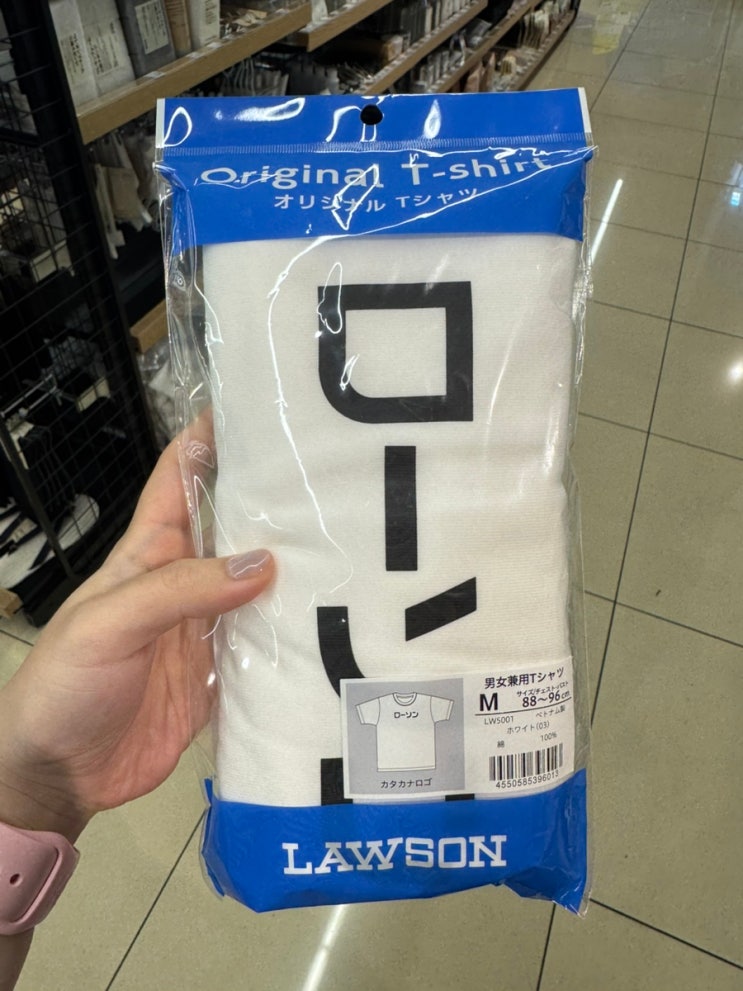 Original T-shirt
オリジナル Tシャツ
ローソン
男女兼用Tシャツ
サイズ/チェスト・バスト
M 88～96cm
LW5001 ベトナム製
ホワイト(03)
綿 100%
ローソン
カタカナロゴ
4550585396013
LAWSON